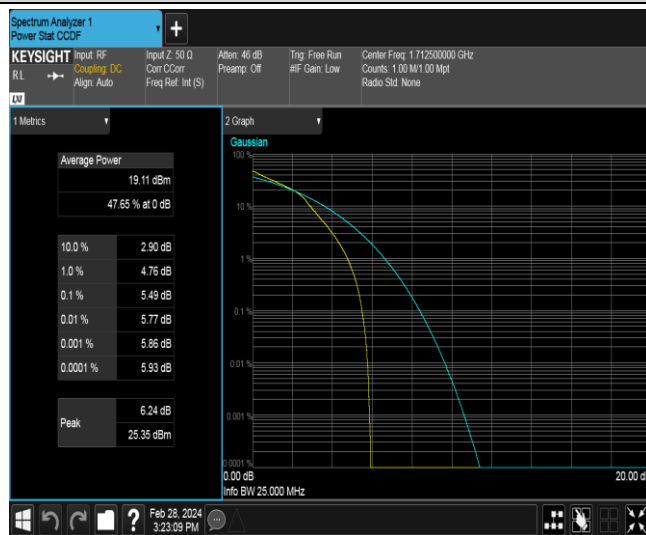 Spectrum Analyzer 1
Power Stat CCDF
KEYSIGHT
RL
LXI
Input: RF
Coupling: DC
Align: Auto
Input Z: 50 Ω
Corr CCorr
Freq Ref: Int (S)
Atten: 46 dB
Preamp: Off
Trig: Free Run
#IF Gain: Low
Center Freq: 1.712500000 GHz
Counts: 1.00 M/1.00 Mpt
Radio Std: None
1 Metrics
Average Power
19.11 dBm
47.65 % at 0 dB
10.0 % 2.90 dB
1.0 % 4.76 dB
0.1 % 5.49 dB
0.01 % 5.77 dB
0.001 % 5.86 dB
0.0001 % 5.93 dB
Peak
6.24 dB
25.35 dBm
2 Graph
Gaussian
100 %
10 %
1 %
0.1 %
0.01 %
0.001 %
0.0001 %
0.00 dB
20.00 d
Info BW 25.000 MHz
?
Feb 28, 2024
3:23:09 PM